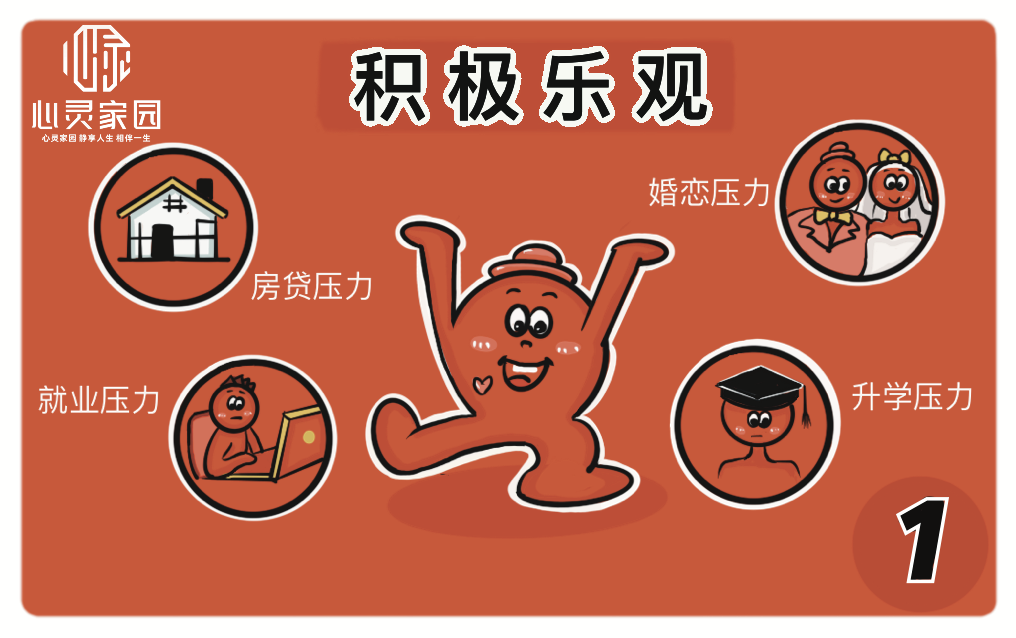 心灵家园
心灵家园 静享人生 相伴一生
积极乐观
婚恋压力
房贷压力
就业压力
升学压力
1